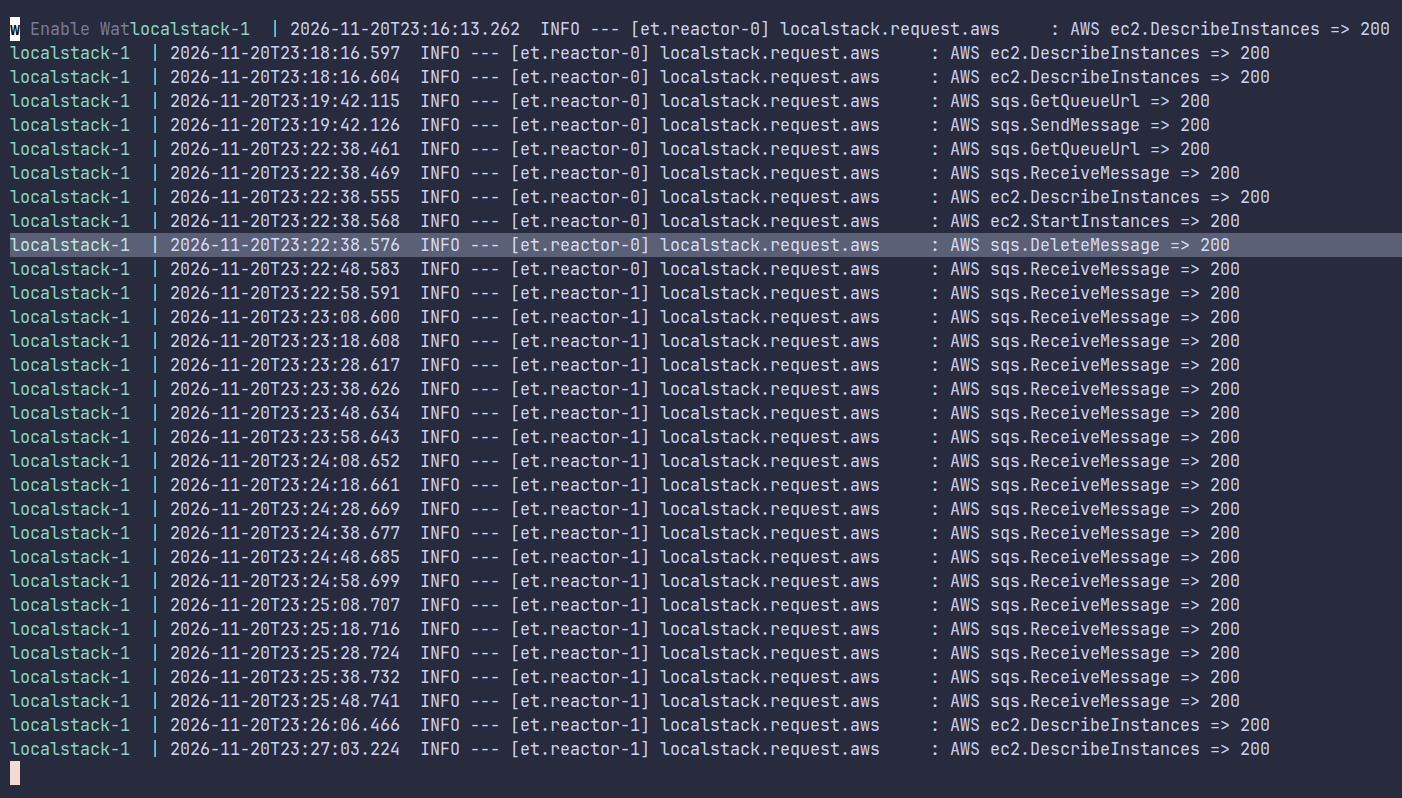 w Enable Watlocalstack-1  | 2026-11-20T23:16:13.262  INFO --- [et.reactor-0] localstack.request.aws     : AWS ec2.DescribeInstances => 200
localstack-1  | 2026-11-20T23:18:16.597  INFO --- [et.reactor-0] localstack.request.aws     : AWS ec2.DescribeInstances => 200
localstack-1  | 2026-11-20T23:18:16.604  INFO --- [et.reactor-0] localstack.request.aws     : AWS ec2.DescribeInstances => 200
localstack-1  | 2026-11-20T23:19:42.115  INFO --- [et.reactor-0] localstack.request.aws     : AWS sqs.GetQueueUrl => 200
localstack-1  | 2026-11-20T23:19:42.126  INFO --- [et.reactor-0] localstack.request.aws     : AWS sqs.SendMessage => 200
localstack-1  | 2026-11-20T23:22:38.461  INFO --- [et.reactor-0] localstack.request.aws     : AWS sqs.GetQueueUrl => 200
localstack-1  | 2026-11-20T23:22:38.469  INFO --- [et.reactor-0] localstack.request.aws     : AWS sqs.ReceiveMessage => 200
localstack-1  | 2026-11-20T23:22:38.555  INFO --- [et.reactor-0] localstack.request.aws     : AWS ec2.DescribeInstances => 200
localstack-1  | 2026-11-20T23:22:38.568  INFO --- [et.reactor-0] localstack.request.aws     : AWS ec2.StartInstances => 200
localstack-1  | 2026-11-20T23:22:38.576  INFO --- [et.reactor-0] localstack.request.aws     : AWS sqs.DeleteMessage => 200
localstack-1  | 2026-11-20T23:22:48.583  INFO --- [et.reactor-0] localstack.request.aws     : AWS sqs.ReceiveMessage => 200
localstack-1  | 2026-11-20T23:22:58.591  INFO --- [et.reactor-1] localstack.request.aws     : AWS sqs.ReceiveMessage => 200
localstack-1  | 2026-11-20T23:23:08.600  INFO --- [et.reactor-1] localstack.request.aws     : AWS sqs.ReceiveMessage => 200
localstack-1  | 2026-11-20T23:23:18.608  INFO --- [et.reactor-1] localstack.request.aws     : AWS sqs.ReceiveMessage => 200
localstack-1  | 2026-11-20T23:23:28.617  INFO --- [et.reactor-1] localstack.request.aws     : AWS sqs.ReceiveMessage => 200
localstack-1  | 2026-11-20T23:23:38.626  INFO --- [et.reactor-1] localstack.request.aws     : AWS sqs.ReceiveMessage => 200
localstack-1  | 2026-11-20T23:23:48.634  INFO --- [et.reactor-1] localstack.request.aws     : AWS sqs.ReceiveMessage => 200
localstack-1  | 2026-11-20T23:23:58.643  INFO --- [et.reactor-1] localstack.request.aws     : AWS sqs.ReceiveMessage => 200
localstack-1  | 2026-11-20T23:24:08.652  INFO --- [et.reactor-1] localstack.request.aws     : AWS sqs.ReceiveMessage => 200
localstack-1  | 2026-11-20T23:24:18.661  INFO --- [et.reactor-1] localstack.request.aws     : AWS sqs.ReceiveMessage => 200
localstack-1  | 2026-11-20T23:24:28.669  INFO --- [et.reactor-1] localstack.request.aws     : AWS sqs.ReceiveMessage => 200
localstack-1  | 2026-11-20T23:24:38.677  INFO --- [et.reactor-1] localstack.request.aws     : AWS sqs.ReceiveMessage => 200
localstack-1  | 2026-11-20T23:24:48.685  INFO --- [et.reactor-1] localstack.request.aws     : AWS sqs.ReceiveMessage => 200
localstack-1  | 2026-11-20T23:24:58.699  INFO --- [et.reactor-1] localstack.request.aws     : AWS sqs.ReceiveMessage => 200
localstack-1  | 2026-11-20T23:25:08.707  INFO --- [et.reactor-1] localstack.request.aws     : AWS sqs.ReceiveMessage => 200
localstack-1  | 2026-11-20T23:25:18.716  INFO --- [et.reactor-1] localstack.request.aws     : AWS sqs.ReceiveMessage => 200
localstack-1  | 2026-11-20T23:25:28.724  INFO --- [et.reactor-1] localstack.request.aws     : AWS sqs.ReceiveMessage => 200
localstack-1  | 2026-11-20T23:25:38.732  INFO --- [et.reactor-1] localstack.request.aws     : AWS sqs.ReceiveMessage => 200
localstack-1  | 2026-11-20T23:25:48.741  INFO --- [et.reactor-1] localstack.request.aws     : AWS sqs.ReceiveMessage => 200
localstack-1  | 2026-11-20T23:26:06.466  INFO --- [et.reactor-1] localstack.request.aws     : AWS ec2.DescribeInstances => 200
localstack-1  | 2026-11-20T23:27:03.224  INFO --- [et.reactor-1] localstack.request.aws     : AWS ec2.DescribeInstances => 200